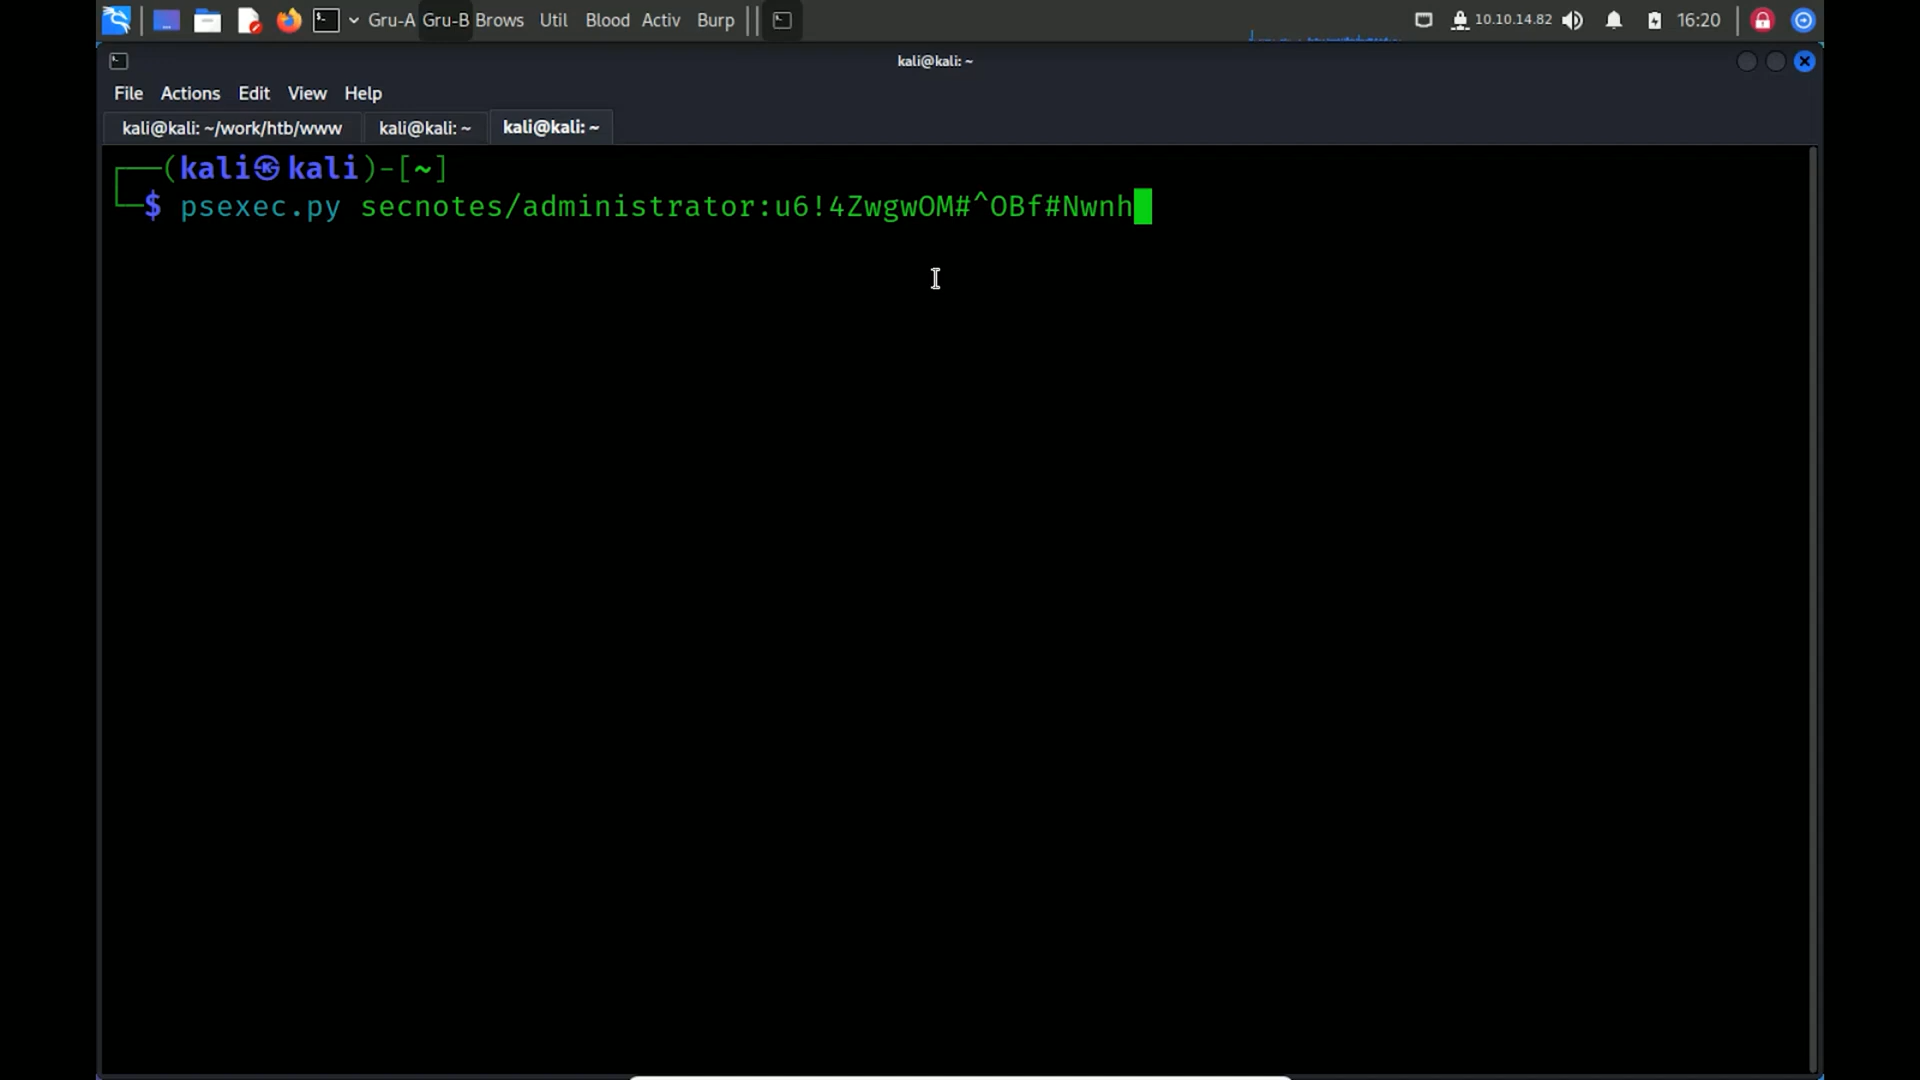 Gru-A Gru-B Brows Util Blood Activ Burp 10.10.14.82 16:20
kali@kali: ~
File Actions Edit View Help
kali@kali: ~/work/htb/www kali@kali: ~ kali@kali: ~
┌──(kali㉿kali)-[~]
└─$ psexec.py secnotes/administrator:u6!4ZwgwOM#^OBf#Nwnh